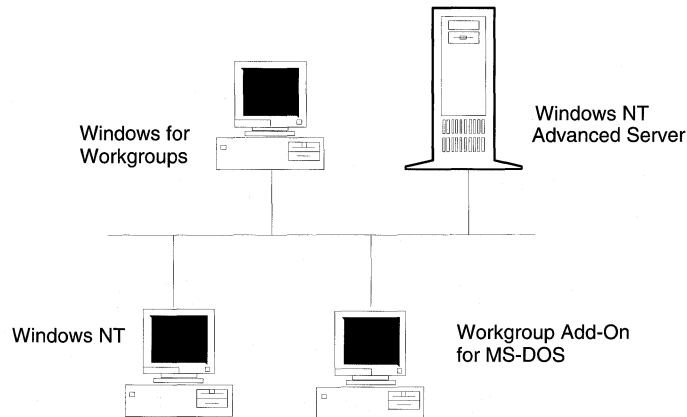 Windows for
Workgroups
Windows NT
Advanced Server
Windows NT
Workgroup Add-On
for MS-DOS